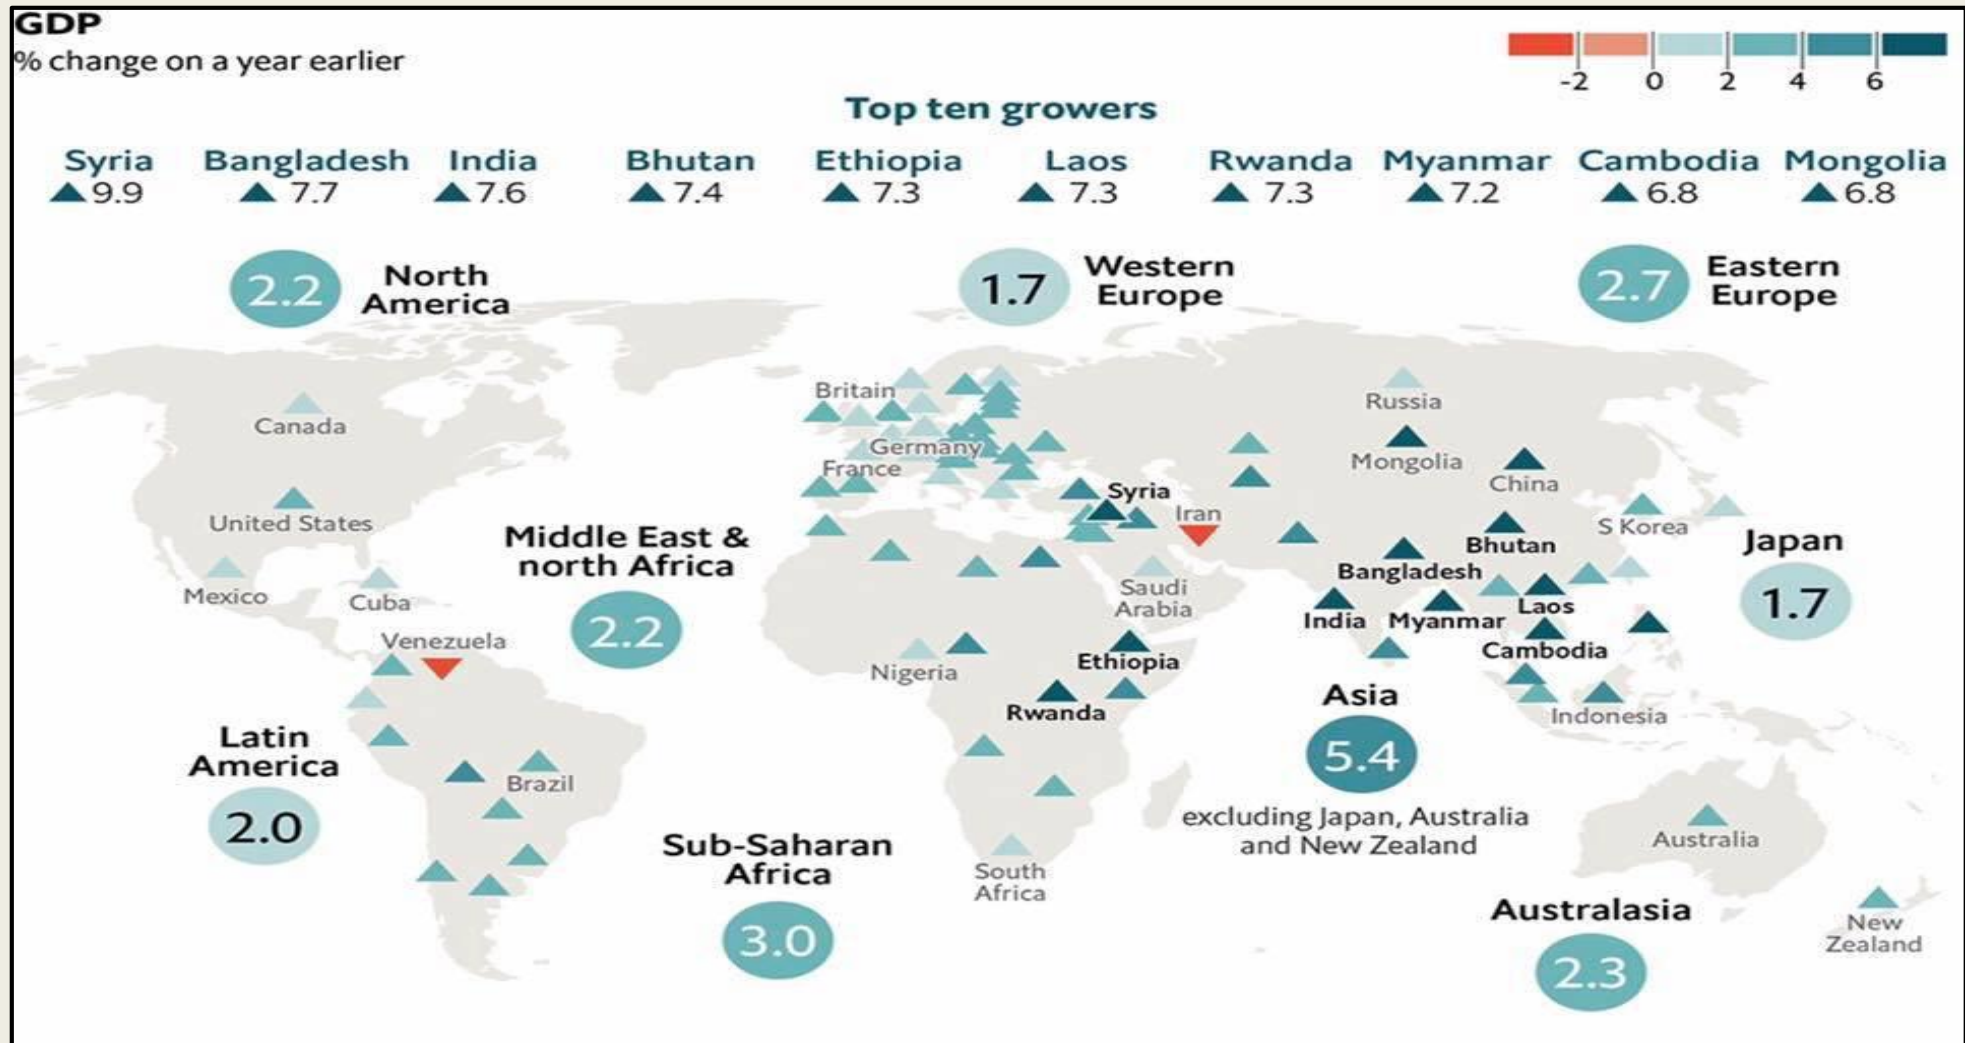 GDP
% change on a year earlier
-2 0 2 4 6
Top ten growers
Syria Bangladesh India Bhutan Ethiopia Laos Rwanda Myanmar Cambodia Mongolia
9.9 7.7 7.6 7.4 7.3 7.3 7.3 7.2 6.8 6.8
2.2
North
America
1.7
Western
Europe
2.7
Eastern
Europe
Britain
Canada
Russia
Germany
France
Mongolia
China
Syria
Iran
United States
S Korea
Middle East &
north Africa
2.2
Bhutan
Japan
1.7
Bangladesh
Saudi
Arabia
Mexico
Cuba
Laos
India
Myanmar
Venezuela
Cambodia
Nigeria
Ethiopia
Rwanda
Asia
5.4
excluding Japan, Australia
and New Zealand
Indonesia
Latin
America
2.0
Brazil
Sub-Saharan
Africa
3.0
South
Africa
Australia
Australasia
2.3
New
Zealand